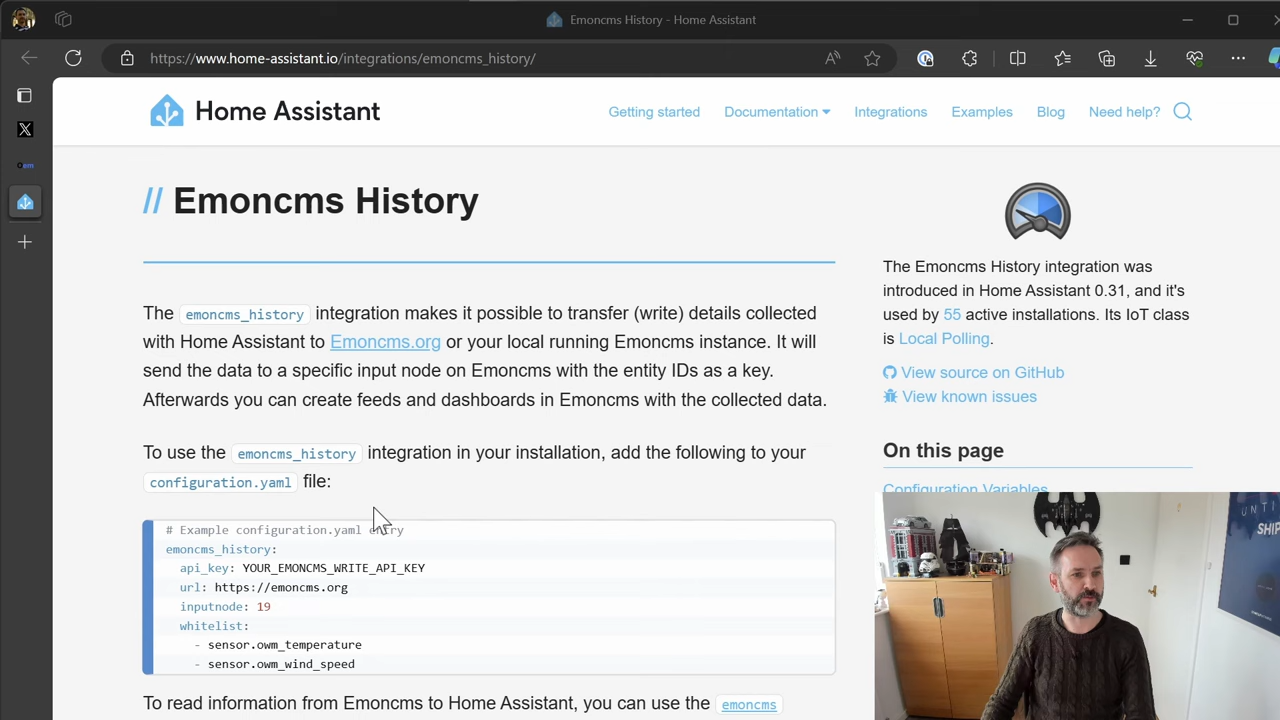 Emoncms History - Home Assistant
https://www.home-assistant.io/integrations/emoncms_history/
Home Assistant
Getting started
Documentation
Integrations
Examples
Blog
Need help?
// Emoncms History
The emoncms_history integration makes it possible to transfer (write) details collected
with Home Assistant to Emoncms.org or your local running Emoncms instance. It will
send the data to a specific input node on Emoncms with the entity IDs as a key.
Afterwards you can create feeds and dashboards in Emoncms with the collected data.
To use the emoncms_history integration in your installation, add the following to your
configuration.yaml file:
# Example configuration.yaml entry
emoncms_history:
api_key: YOUR_EMONCMS_WRITE_API_KEY
url: https://emoncms.org
inputnode: 19
whitelist:
- sensor.owm_temperature
- sensor.owm_wind_speed
To read information from Emoncms to Home Assistant, you can use the emoncms
The Emoncms History integration was
introduced in Home Assistant 0.31, and it's
used by 55 active installations. Its IoT class
is Local Polling.
View source on GitHub
View known issues
On this page
Configuration Variables
UNTI
SHIP